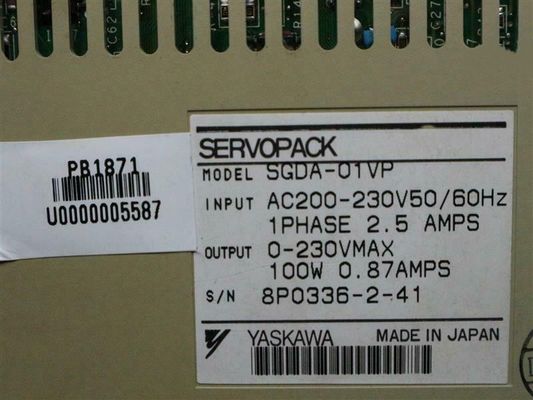 C62
PB1871
U0000005587
SERVOPACK
MODEL SGDA-01VP
INPUT AC200-230V50/60Hz
1PHASE 2.5 AMPS
OUTPUT 0-230VMAX
100W 0.87AMPS
S/N 8P0336-2-41
YASKAWA MADE IN JAPAN